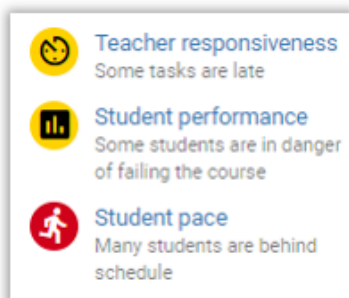 Teacher responsiveness
Some tasks are late
Student performance
Some students are in danger
of failing the course
Student pace
Many students are behind
schedule